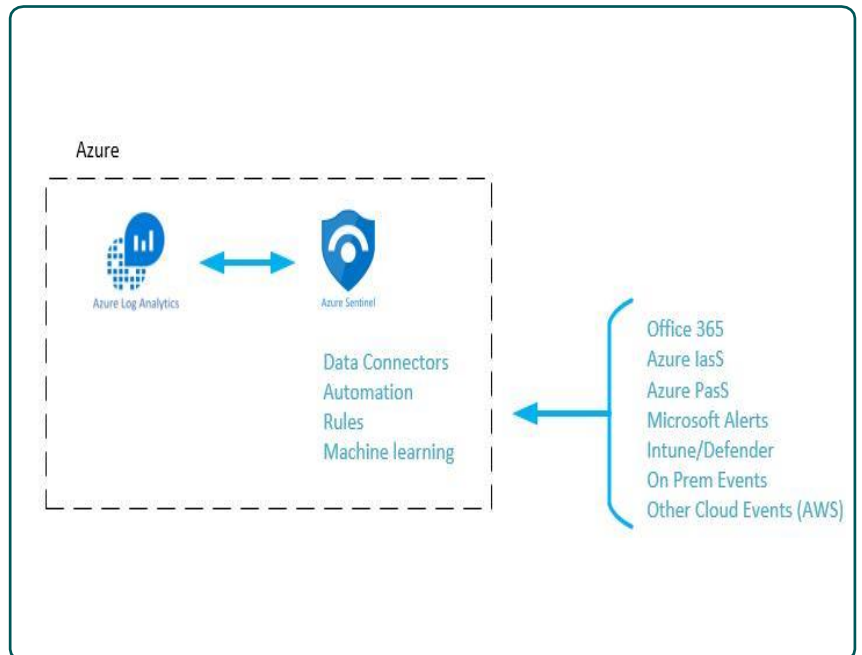 Azure
Azure Log Analytics
Azure Sentinel
Data Connectors
Automation
Rules
Machine learning
Office 365
Azure IasS
Azure PasS
Microsoft Alerts
Intune/Defender
On Prem Events
Other Cloud Events (AWS)